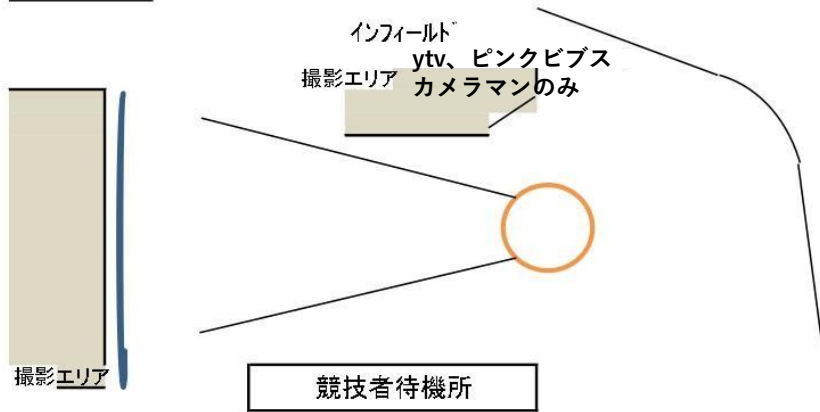 インフィールド
ytv、ピンクビブス
撮影エリア
カメラマンのみ
撮影エリア
競技者待機所